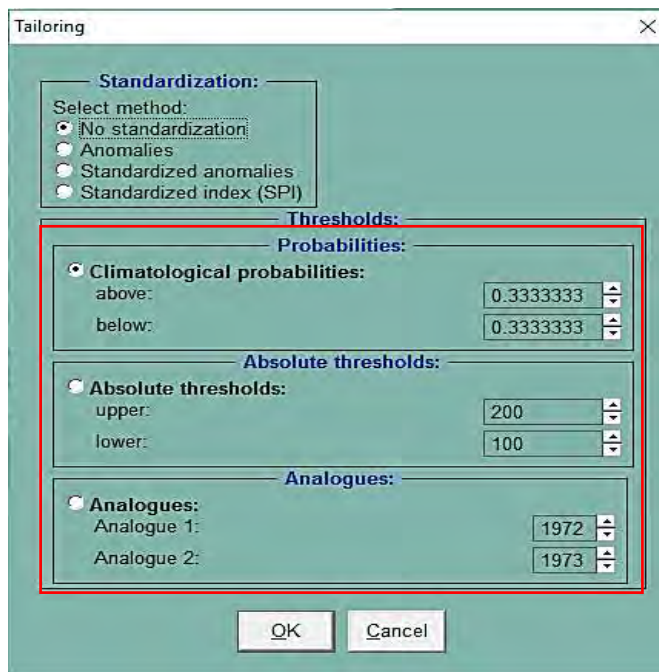 Tailoring
Standardization:
Select method:
No standardization
Anomalies
Standardized anomalies
Standardized index (SPI)
Thresholds:
Probabilities:
Climatological probabilities:
above: 0.3333333
below: 0.3333333
Absolute thresholds:
Absolute thresholds:
upper: 200
lower: 100
Analogues:
Analogues:
Analogue 1: 1972
Analogue 2: 1973
OK Cancel